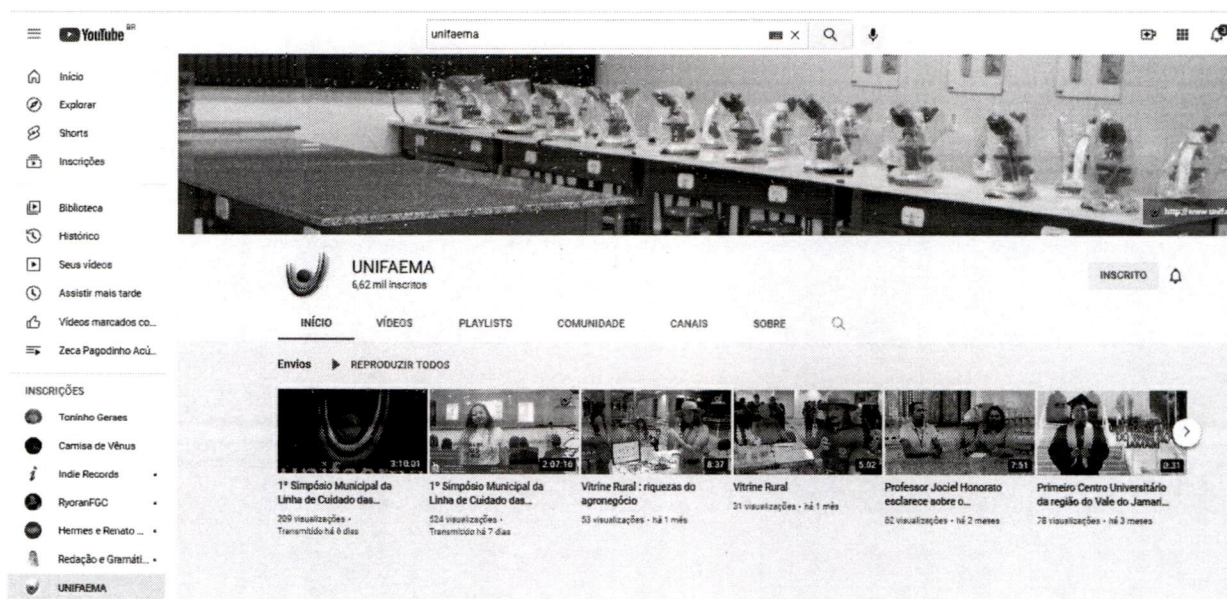 YouTube BR
unifaema
Início
Explorar
Shorts
Inscrições
Biblioteca
Histórico
Seus vídeos
Assistir mais tarde
Vídeos marcados co...
Zeca Pagodinho Acú...
INSCRIÇÕES
Toninho Geraes
Camisa de Vênus
Indie Records
RyoranFGC
Hermes e Renato ...
Redação e Gramáti...
UNIFAEMA
http://www.unif
UNIFAEMA
6,62 mil inscritos
INSCRITO
INÍCIO VÍDEOS PLAYLISTS COMUNIDADE CANAIS SOBRE
Envios REPRODUZIR TODOS
unifaema
3:10:01
1º Simpósio Municipal da
Linha de Cuidado das...
209 visualizações •
Transmitido há 6 dias
2:07:16
1º Simpósio Municipal da
Linha de Cuidado das...
524 visualizações •
Transmitido há 7 dias
8:37
Vitrine Rural : riquezas do
agronegócio
53 visualizações • há 1 mês
5:02
Vitrine Rural
31 visualizações • há 1 mês
7:51
Professor Jociel Honorato
esclarece sobre o...
62 visualizações • há 2 meses
0:31
Primeiro Centro Universitário
da região do Vale do Jamari...
78 visualizações • há 3 meses